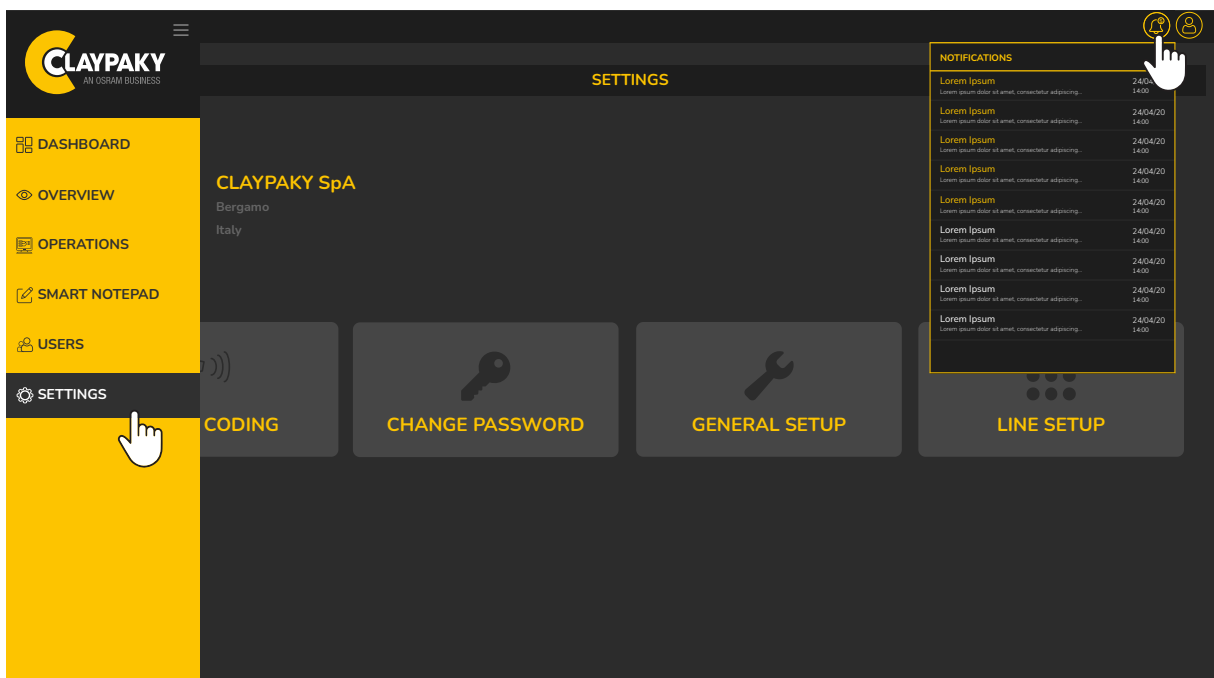 CLAYPAKY
AN OSRAM BUSINESS
DASHBOARD
OVERVIEW
OPERATIONS
SMART NOTEPAD
USERS
SETTINGS
SETTINGS
CLAYPAKY SpA
Bergamo
Italy
CODING
CHANGE PASSWORD
GENERAL SETUP
LINE SETUP
NOTIFICATIONS
Lorem Ipsum 24/04
Lorem ipsum dolor sit amet, consectetur adipiscing... 14:00
Lorem Ipsum 24/04/20
Lorem ipsum dolor sit amet, consectetur adipiscing... 14:00
Lorem Ipsum 24/04/20
Lorem ipsum dolor sit amet, consectetur adipiscing... 14:00
Lorem Ipsum 24/04/20
Lorem ipsum dolor sit amet, consectetur adipiscing... 14:00
Lorem Ipsum 24/04/20
Lorem ipsum dolor sit amet, consectetur adipiscing... 14:00
Lorem Ipsum 24/04/20
Lorem ipsum dolor sit amet, consectetur adipiscing... 14:00
Lorem Ipsum 24/04/20
Lorem ipsum dolor sit amet, consectetur adipiscing... 14:00
Lorem Ipsum 24/04/20
Lorem ipsum dolor sit amet, consectetur adipiscing... 14:00
Lorem Ipsum 24/04/20
Lorem ipsum dolor sit amet, consectetur adipiscing... 14:00